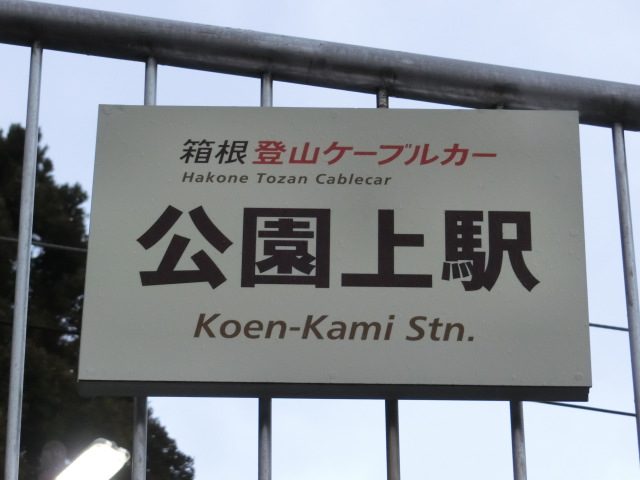 箱根登山ケーブルカー
Hakone Tozan Cablecar
公園上駅
Koen-Kami Stn.